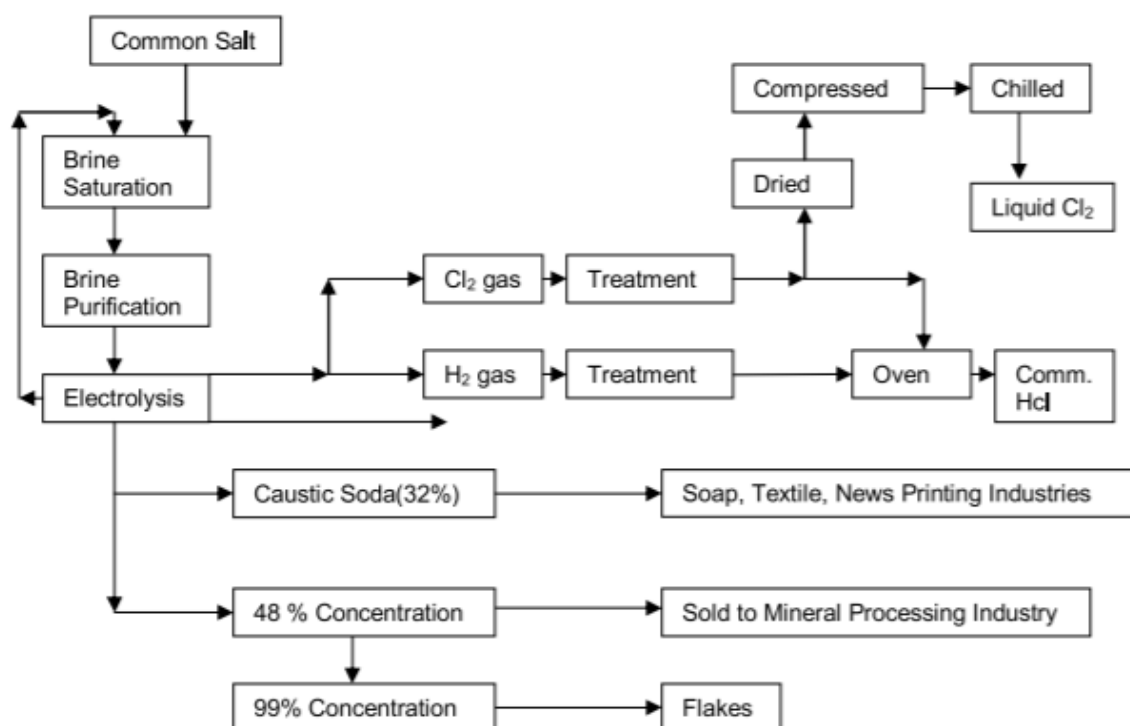 Common Salt
Compressed
Chilled
Brine
Saturation
Dried
Liquid Cl₂
Brine
Purification
Cl₂ gas
Treatment
Electrolysis
H₂ gas
Treatment
Oven
Comm.
Hcl
Caustic Soda(32%)
Soap, Textile, News Printing Industries
48 % Concentration
Sold to Mineral Processing Industry
99% Concentration
Flakes